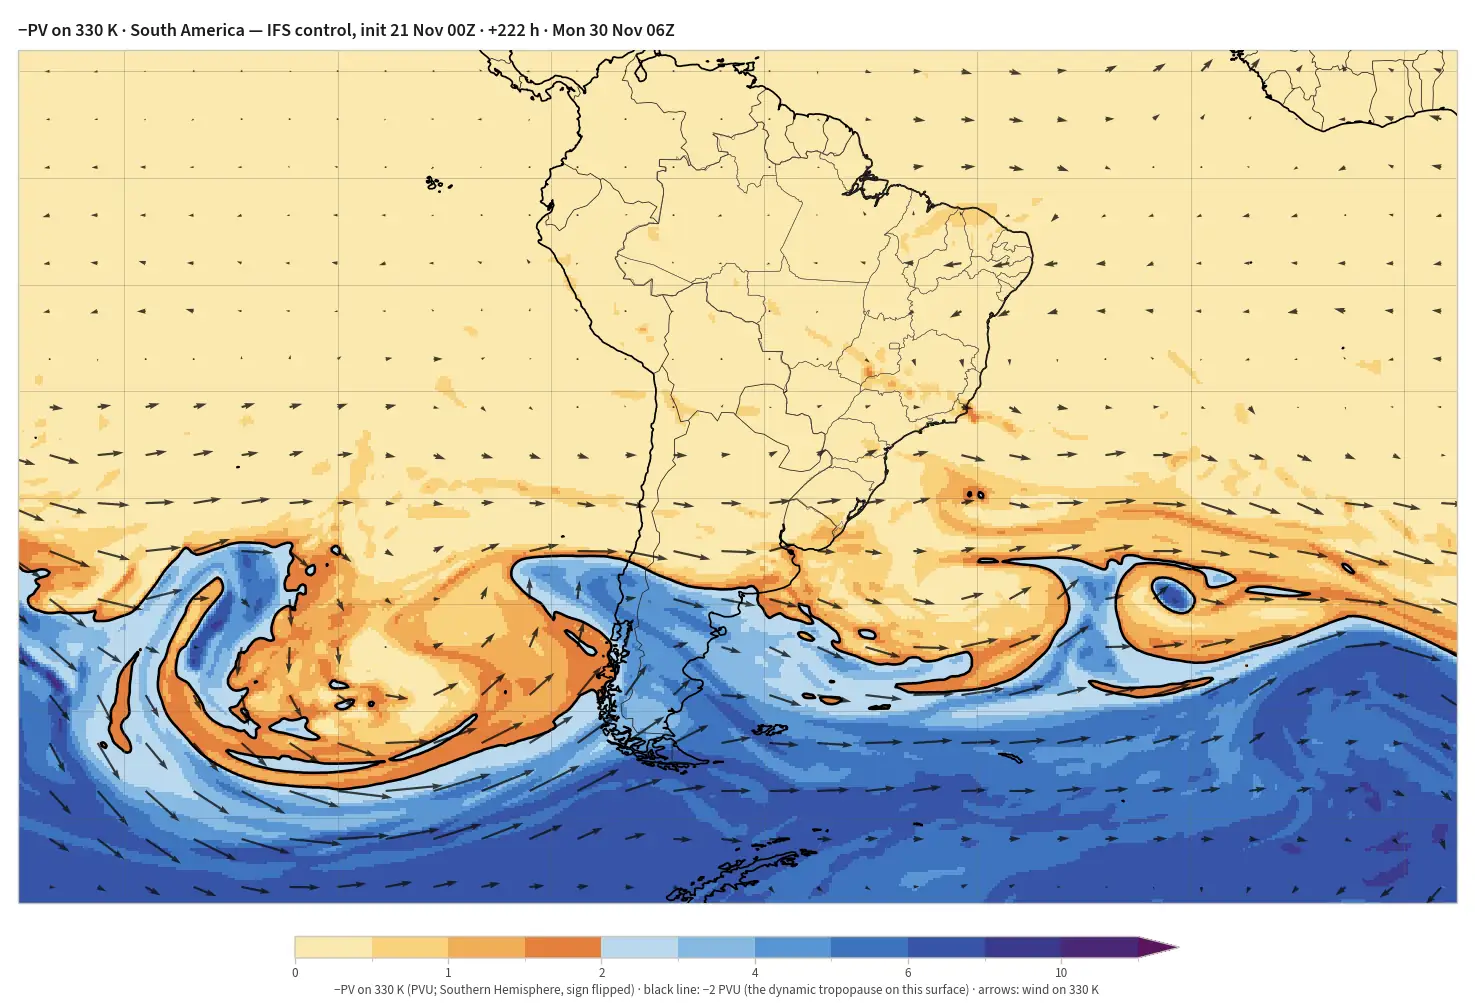 −PV on 330 K · South America — IFS control, init 21 Nov 00Z · +222 h · Mon 30 Nov 06Z
0 1 2 4 6 10
−PV on 330 K (PVU; Southern Hemisphere, sign flipped) · black line: −2 PVU (the dynamic tropopause on this surface) · arrows: wind on 330 K